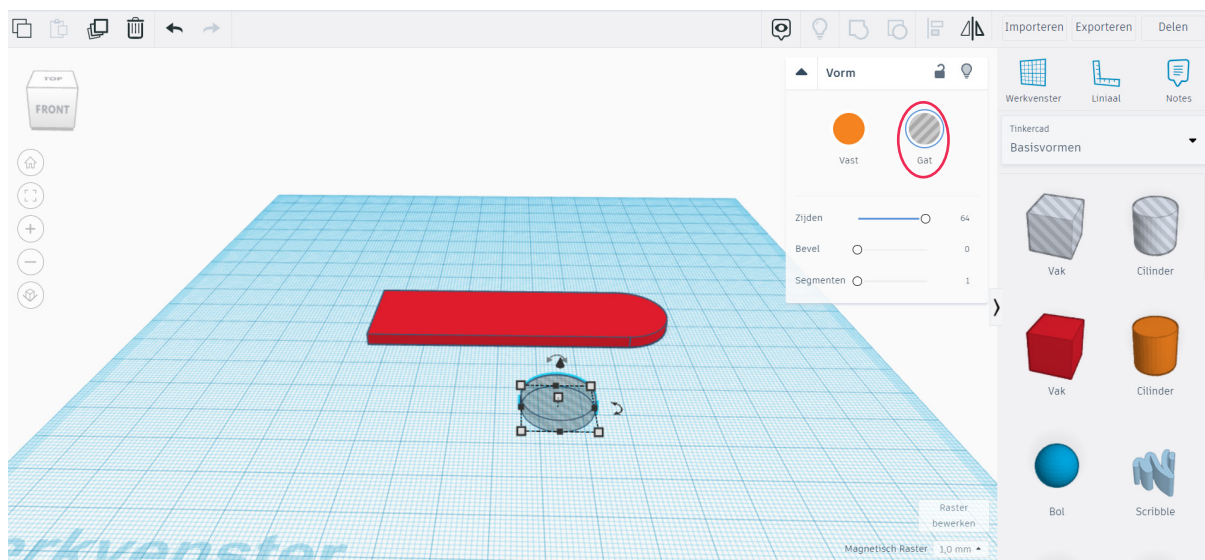 Importeren Exporteren Delen
TOP
FRONT
Vorm
Vast Gat
Zijden 64
Bevel 0
Segmenten 1
Werkvenster Liniaal Notes
Tinkercad
Basisvormen
Vak Cilinder
Vak Cilinder
Bol Scribble
Raster
bewerken
Magnetisch Raster 1,0 mm
rkvenster